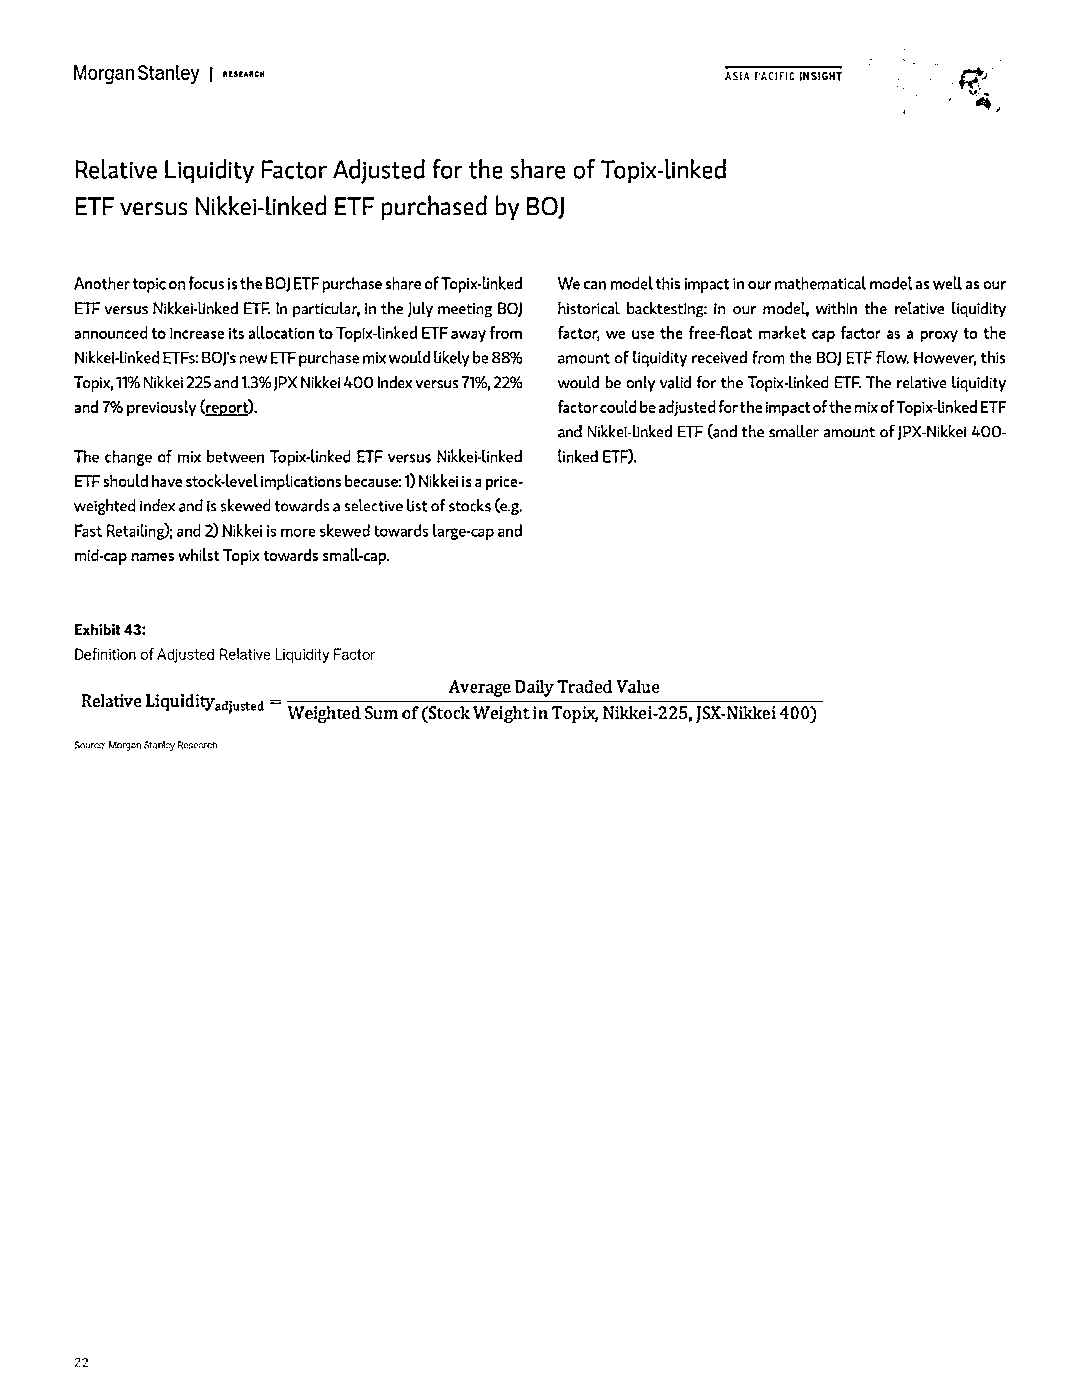 Morgan Stanley | RESEARCH
ASIA PACIFIC INSIGHT
Relative Liquidity Factor Adjusted for the share of Topix-linked
ETF versus Nikkei-linked ETF purchased by BOJ
Another topic on focus is the BOJ ETF purchase share of Topix-linked
ETF versus Nikkei-linked ETF. In particular, in the July meeting BOJ
announced to increase its allocation to Topix-linked ETF away from
Nikkei-linked ETFs: BOJ's new ETF purchase mix would likely be 88%
Topix, 11% Nikkei 225 and 1.3% JPX Nikkei 400 Index versus 71%, 22%
and 7% previously (report).
The change of mix between Topix-linked ETF versus Nikkei-linked
ETF should have stock-level implications because: 1) Nikkei is a price-
weighted index and is skewed towards a selective list of stocks (e.g.
Fast Retailing); and 2) Nikkei is more skewed towards large-cap and
mid-cap names whilst Topix towards small-cap.
We can model this impact in our mathematical model as well as our
historical backtesting: in our model, within the relative liquidity
factor, we use the free-float market cap factor as a proxy to the
amount of liquidity received from the BOJ ETF flow. However, this
would be only valid for the Topix-linked ETF. The relative liquidity
factor could be adjusted for the impact of the mix of Topix-linked ETF
and Nikkei-linked ETF (and the smaller amount of JPX-Nikkei 400-
linked ETF).
Exhibit 43:
Definition of Adjusted Relative Liquidity Factor
Average Daily Traded Value
Relative Liquidity adjusted =
Weighted Sum of (Stock Weight in Topix, Nikkei-225, JSX-Nikkei 400)
Source: Morgan Stanley Research
22